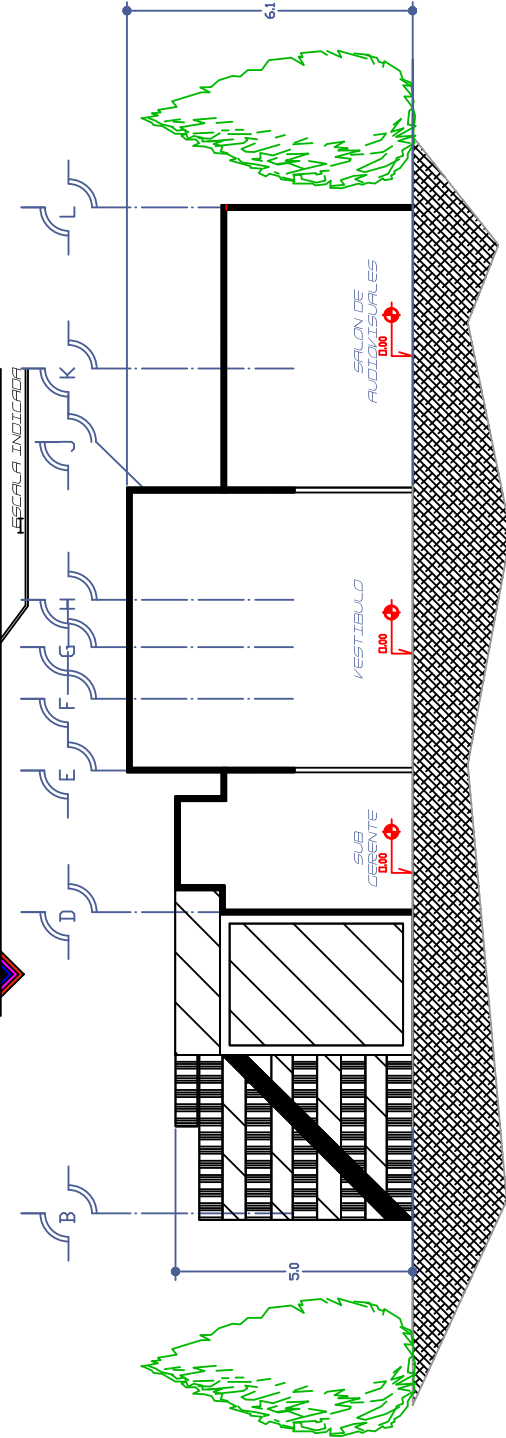 ESCALA INDICADA
B
D
E
F
G
H
J
K
L
6.1
5.0
SUB
GERENTE
0.00
VESTIBULO
0.00
SALON DE
AUDIOVISUALES
0.00